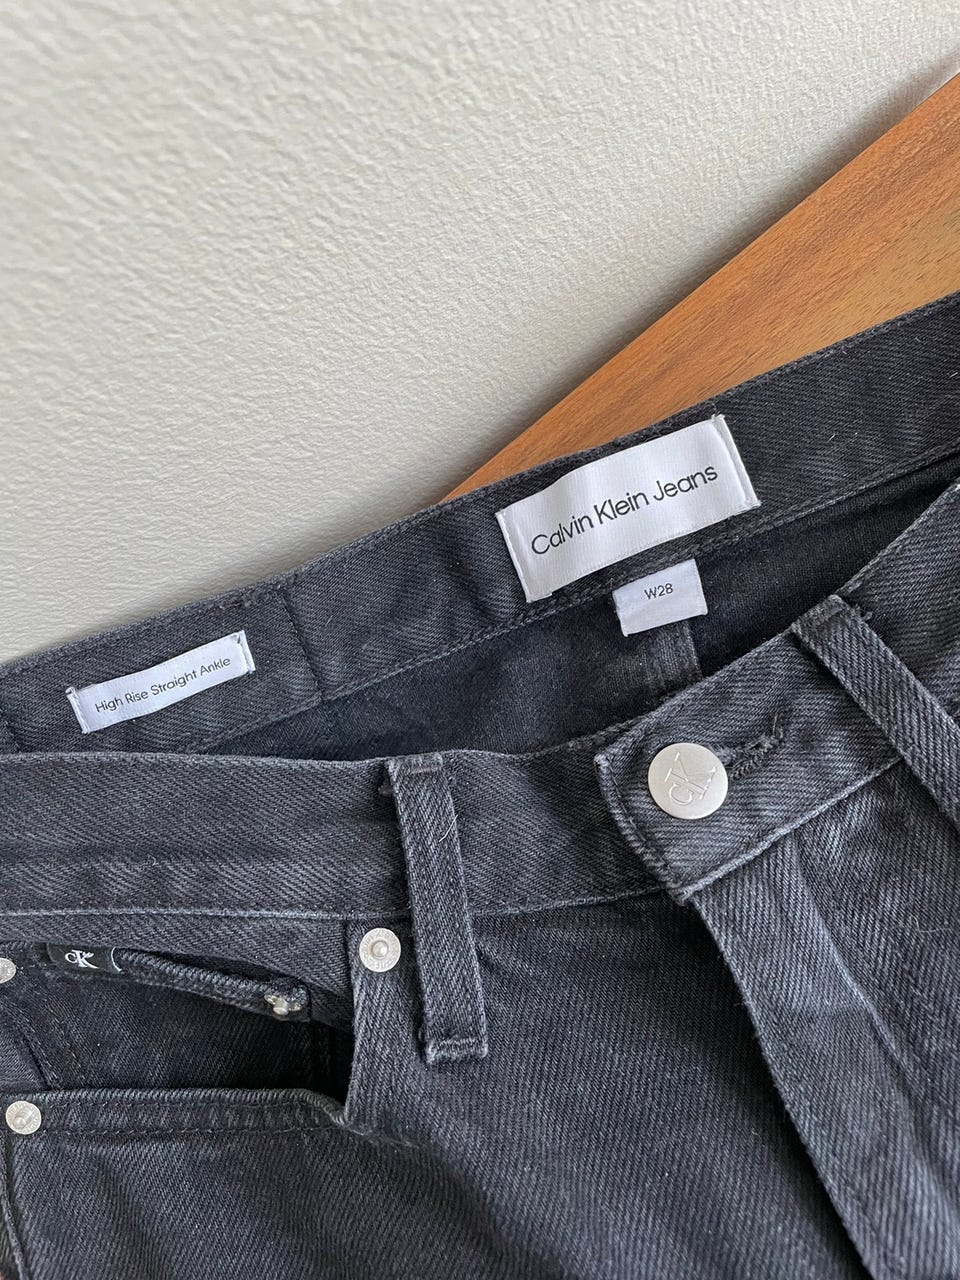 Calvin Klein Jeans
W28
High Rise Straight Ankle
CK
CK